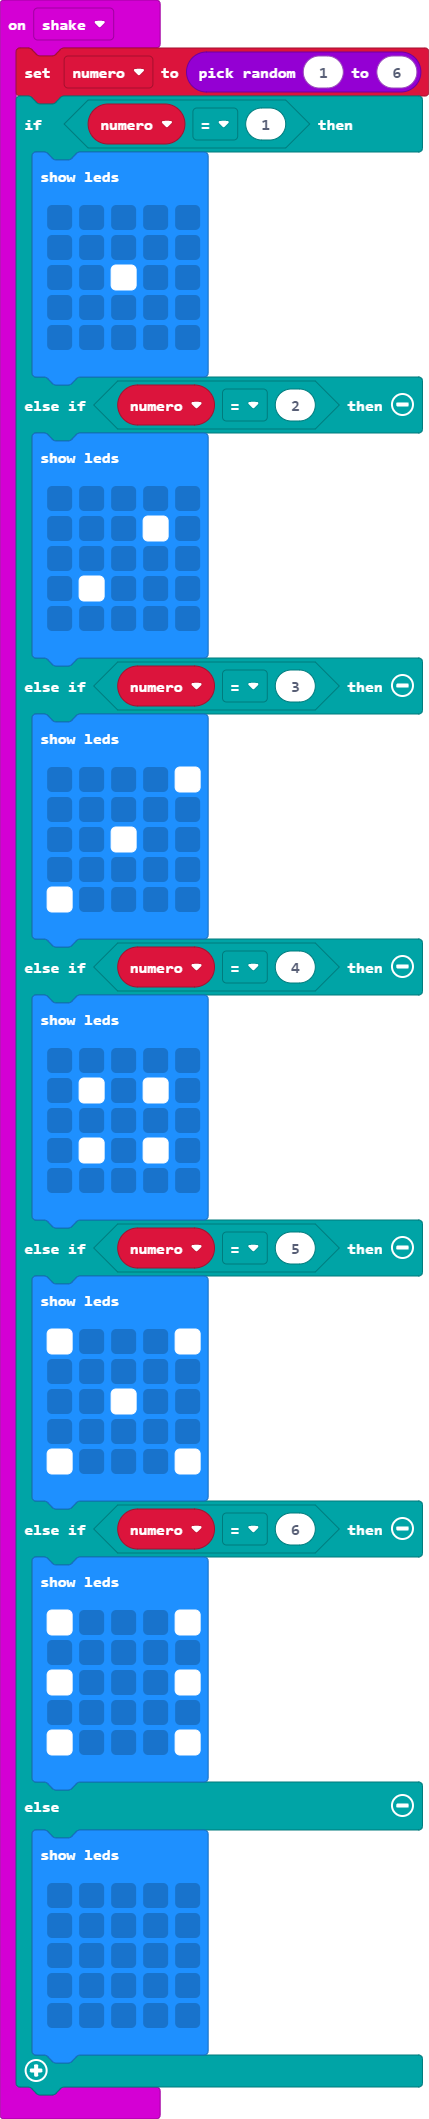 on shake
set numero to pick random 1 to 6
if numero = 1 then
show leds
else if numero = 2 then
show leds
else if numero = 3 then
show leds
else if numero = 4 then
show leds
else if numero = 5 then
show leds
else if numero = 6 then
show leds
else
show leds